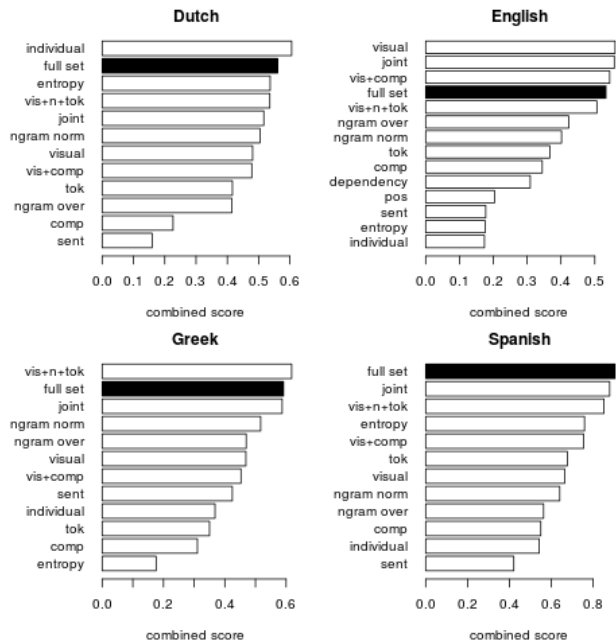 Dutch
individual
full set
entropy
vis+n+tok
joint
ngram norm
visual
vis+comp
tok
ngram over
comp
sent
0.0 0.1 0.2 0.3 0.4 0.5 0.6
combined score
English
visual
joint
vis+comp
full set
vis+n+tok
ngram over
ngram norm
tok
comp
dependency
pos
sent
entropy
individual
0.0 0.1 0.2 0.3 0.4 0.5
combined score
Greek
vis+n+tok
full set
joint
ngram norm
ngram over
visual
vis+comp
sent
individual
tok
comp
entropy
0.0 0.2 0.4 0.6
combined score
Spanish
full set
joint
vis+n+tok
entropy
vis+comp
tok
visual
ngram norm
ngram over
comp
individual
sent
0.0 0.2 0.4 0.6 0.8
combined score